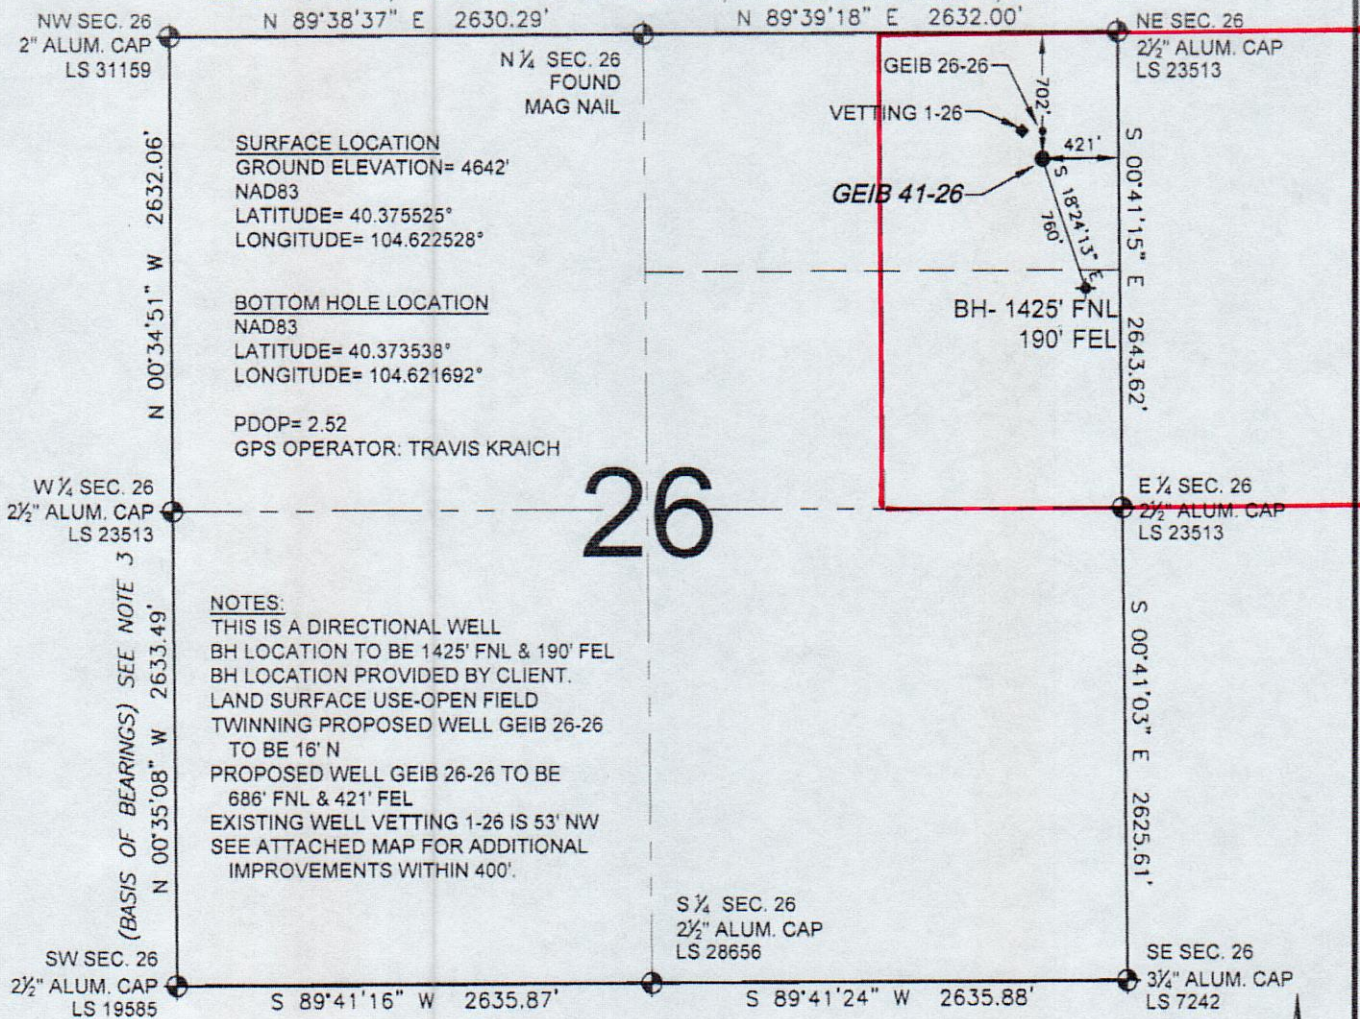 N 89°38'37" E 2630.29'
N 89°39'18" E 2632.00'
NW SEC. 26
2" ALUM. CAP
LS 31159
N ¼ SEC. 26
FOUND
MAG NAIL
NE SEC. 26
2½" ALUM. CAP
LS 23513
GEIB 26-26
VETTING 1-26
GEIB 41-26
702'
421'
S 18°24'13" E
760'
BH- 1425' FNL
190' FEL
S 00°41'15" E 2643.62'
N 00°34'51" W 2632.06'
SURFACE LOCATION
GROUND ELEVATION= 4642'
NAD83
LATITUDE= 40.375525°
LONGITUDE= 104.622528°
BOTTOM HOLE LOCATION
NAD83
LATITUDE= 40.373538°
LONGITUDE= 104.621692°
PDOP= 2.52
GPS OPERATOR: TRAVIS KRAICH
26
W ¼ SEC. 26
2½" ALUM. CAP
LS 23513
E ¼ SEC. 26
2½" ALUM. CAP
LS 23513
(BASIS OF BEARINGS) SEE NOTE 3
N 00°35'08" W 2633.49'
NOTES:
THIS IS A DIRECTIONAL WELL
BH LOCATION TO BE 1425' FNL & 190' FEL
BH LOCATION PROVIDED BY CLIENT.
LAND SURFACE USE-OPEN FIELD
TWINNING PROPOSED WELL GEIB 26-26
TO BE 16' N
PROPOSED WELL GEIB 26-26 TO BE
686' FNL & 421' FEL
EXISTING WELL VETTING 1-26 IS 53' NW
SEE ATTACHED MAP FOR ADDITIONAL
IMPROVEMENTS WITHIN 400'.
S 00°41'03" E 2625.61'
S ¼ SEC. 26
2½" ALUM. CAP
LS 28656
SW SEC. 26
2½" ALUM. CAP
LS 19585
SE SEC. 26
3¼" ALUM. CAP
LS 7242
S 89°41'16" W 2635.87'
S 89°41'24" W 2635.88'